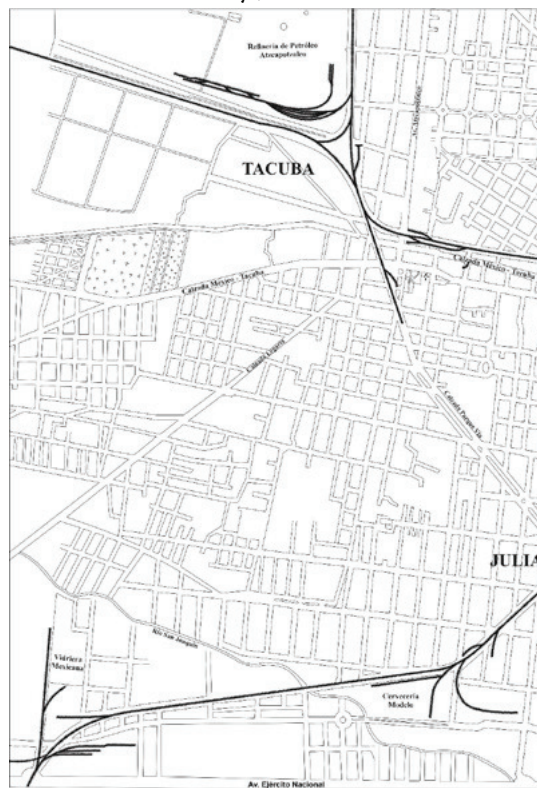 Refinería de Petróleo
Atzcapotzalco
TACUBA
Calzada México - Tacuba
Calzada México - Tacuba
Calzada Legaria
Calzada Parque Vía
JULIA
Río San Joaquín
Vidriera
Mexicana
Cervecería
Modelo
Av. Ejército Nacional